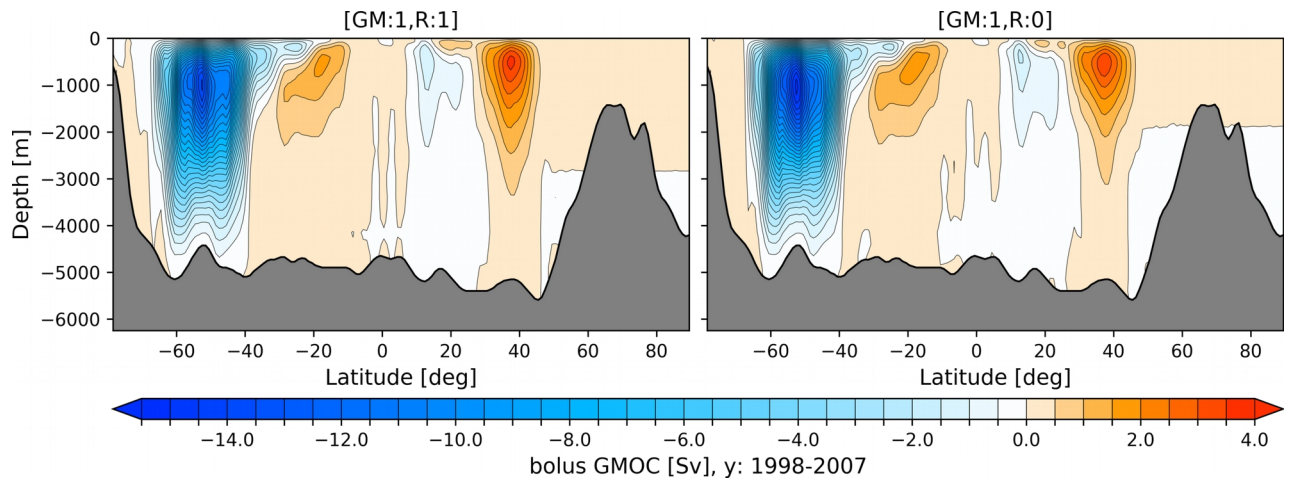 [GM:1,R:1]
[GM:1,R:0]
Depth [m]
0
−1000
−2000
−3000
−4000
−5000
−6000
−60 −40 −20 0 20 40 60 80
−60 −40 −20 0 20 40 60 80
Latitude [deg]
Latitude [deg]
−14.0 −12.0 −10.0 −8.0 −6.0 −4.0 −2.0 0.0 2.0 4.0
bolus GMOC [Sv], y: 1998-2007